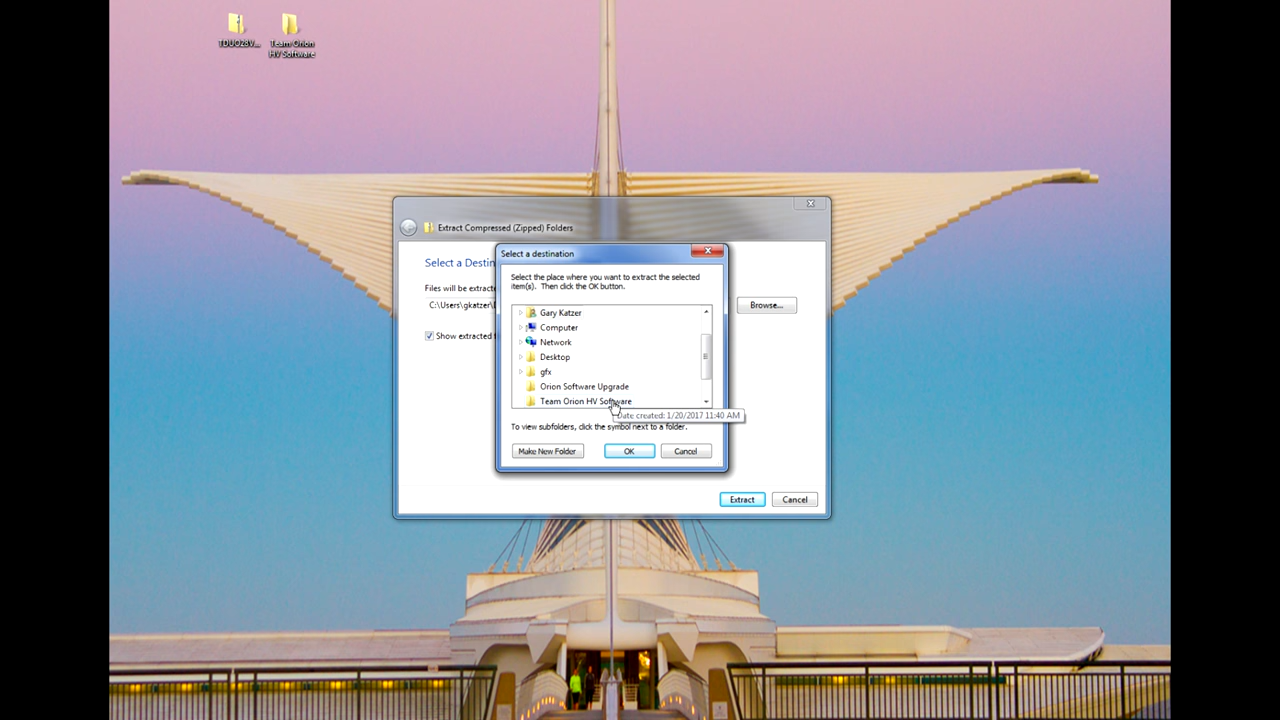 TDUO28V...
Team Orion
HV Software
Extract Compressed (Zipped) Folders
Select a Destin
Files will be extracte
C:\Users\gkatzer\
Browse...
Show extracted
Select a destination
Select the place where you want to extract the selected
item(s). Then click the OK button.
Gary Katzer
Computer
Network
Desktop
gfx
Orion Software Upgrade
Team Orion HV Software
Date created: 1/20/2017 11:40 AM
To view subfolders, click the symbol next to a folder.
Make New Folder
OK
Cancel
Extract
Cancel